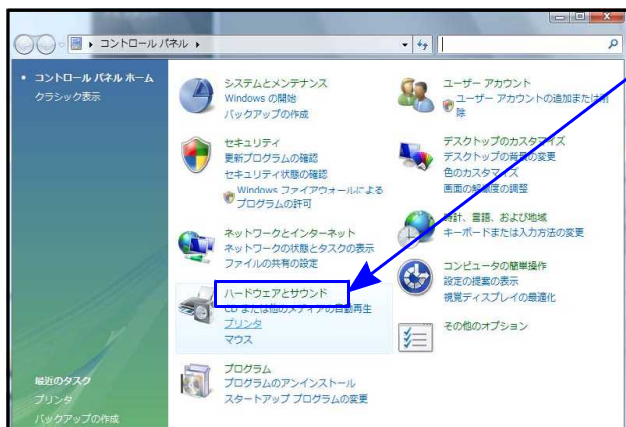 コントロール パネル
コントロール パネル ホーム
クラシック表示
システムとメンテナンス
Windows の開始
バックアップの作成
セキュリティ
更新プログラムの確認
セキュリティ状態の確認
Windows ファイアウォールによる
プログラムの許可
ネットワークとインターネット
ネットワークの状態とタスクの表示
ファイルの共有の設定
ハードウェアとサウンド
CD または他のメディアの自動再生
プリンタ
マウス
プログラム
プログラムのアンインストール
スタートアップ プログラムの変更
ユーザー アカウント
ユーザー アカウントの追加または削
除
デスクトップのカスタマイズ
デスクトップの背景の変更
色のカスタマイズ
画面の解像度の調整
時計、言語、および地域
キーボードまたは入力方法の変更
コンピュータの簡単操作
設定の提案の表示
視覚ディスプレイの最適化
その他のオプション
最近のタスク
プリンタ
バックアップの作成